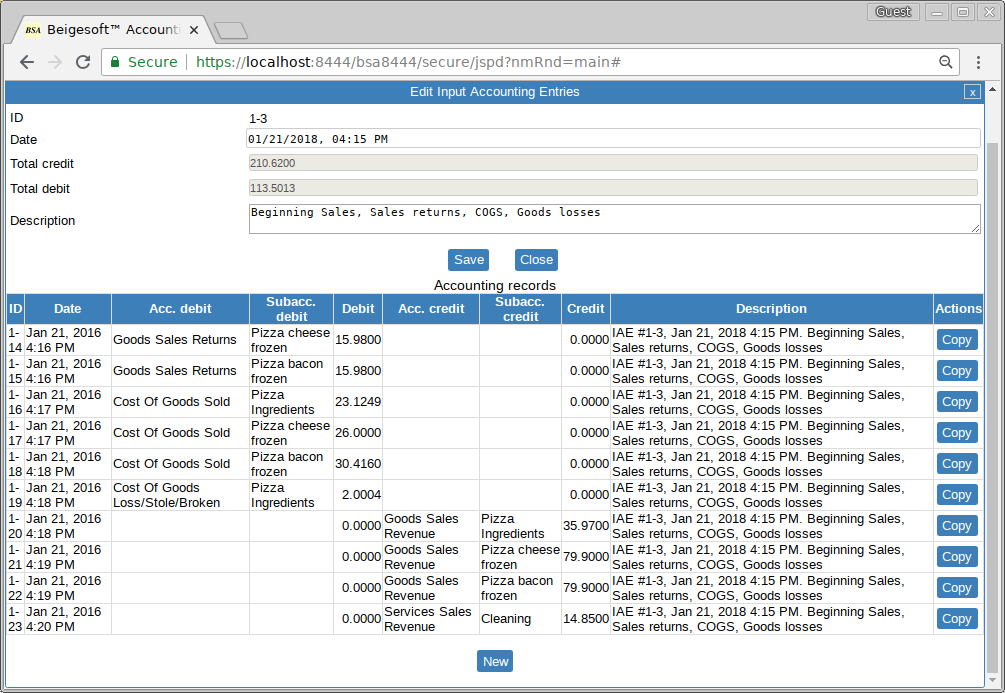 Guest
BSA Beigesoft™ Account
Secure https://localhost:8444/bsa8444/secure/jspd?nmRnd=main#
Edit Input Accounting Entries x
ID 1-3
Date 01/21/2018, 04:15 PM
Total credit 210.6200
Total debit 113.5013
Description Beginning Sales, Sales returns, COGS, Goods losses
Save Close
Accounting records
ID Date Acc. debit Subacc. debit Debit Acc. credit Subacc. credit Credit Description Actions
1-14 Jan 21, 2016 4:16 PM Goods Sales Returns Pizza cheese frozen 15.9800 0.0000 IAE #1-3, Jan 21, 2018 4:15 PM. Beginning Sales, Sales returns, COGS, Goods losses Copy
1-15 Jan 21, 2016 4:16 PM Goods Sales Returns Pizza bacon frozen 15.9800 0.0000 IAE #1-3, Jan 21, 2018 4:15 PM. Beginning Sales, Sales returns, COGS, Goods losses Copy
1-16 Jan 21, 2016 4:17 PM Cost Of Goods Sold Pizza Ingredients 23.1249 0.0000 IAE #1-3, Jan 21, 2018 4:15 PM. Beginning Sales, Sales returns, COGS, Goods losses Copy
1-17 Jan 21, 2016 4:17 PM Cost Of Goods Sold Pizza cheese frozen 26.0000 0.0000 IAE #1-3, Jan 21, 2018 4:15 PM. Beginning Sales, Sales returns, COGS, Goods losses Copy
1-18 Jan 21, 2016 4:18 PM Cost Of Goods Sold Pizza bacon frozen 30.4160 0.0000 IAE #1-3, Jan 21, 2018 4:15 PM. Beginning Sales, Sales returns, COGS, Goods losses Copy
1-19 Jan 21, 2016 4:18 PM Cost Of Goods Loss/Stole/Broken Pizza Ingredients 2.0004 0.0000 IAE #1-3, Jan 21, 2018 4:15 PM. Beginning Sales, Sales returns, COGS, Goods losses Copy
1-20 Jan 21, 2016 4:18 PM 0.0000 Goods Sales Revenue Pizza Ingredients 35.9700 IAE #1-3, Jan 21, 2018 4:15 PM. Beginning Sales, Sales returns, COGS, Goods losses Copy
1-21 Jan 21, 2016 4:19 PM 0.0000 Goods Sales Revenue Pizza cheese frozen 79.9000 IAE #1-3, Jan 21, 2018 4:15 PM. Beginning Sales, Sales returns, COGS, Goods losses Copy
1-22 Jan 21, 2016 4:19 PM 0.0000 Goods Sales Revenue Pizza bacon frozen 79.9000 IAE #1-3, Jan 21, 2018 4:15 PM. Beginning Sales, Sales returns, COGS, Goods losses Copy
1-23 Jan 21, 2016 4:20 PM 0.0000 Services Sales Revenue Cleaning 14.8500 IAE #1-3, Jan 21, 2018 4:15 PM. Beginning Sales, Sales returns, COGS, Goods losses Copy
New